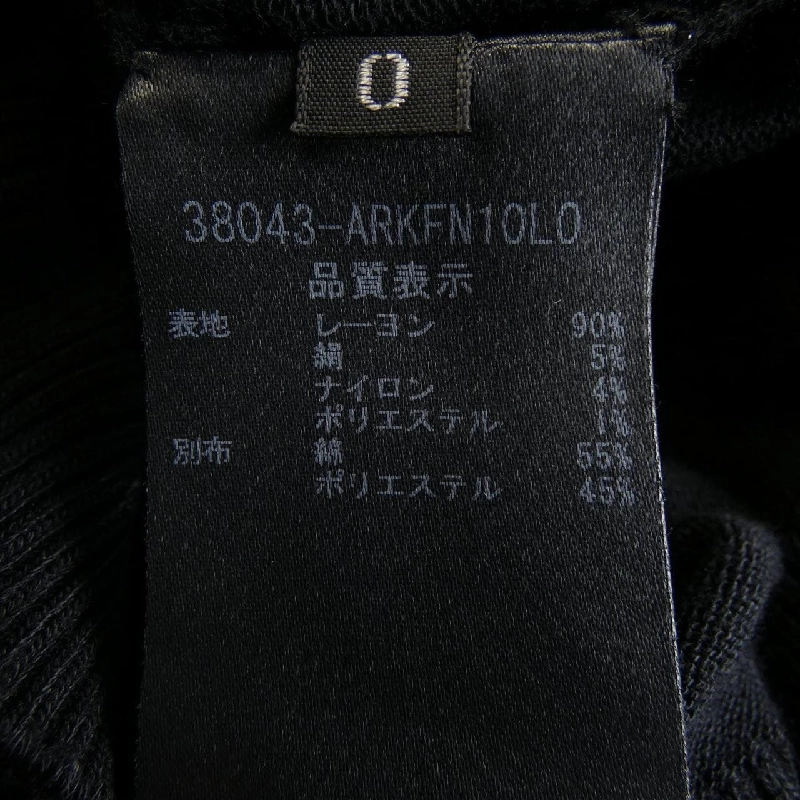 0
38043-ARKFN10L0
品質表示
表地 レーヨン 90%
絹 5%
ナイロン 4%
ポリエステル 1%
別布 綿 55%
ポリエステル 45%